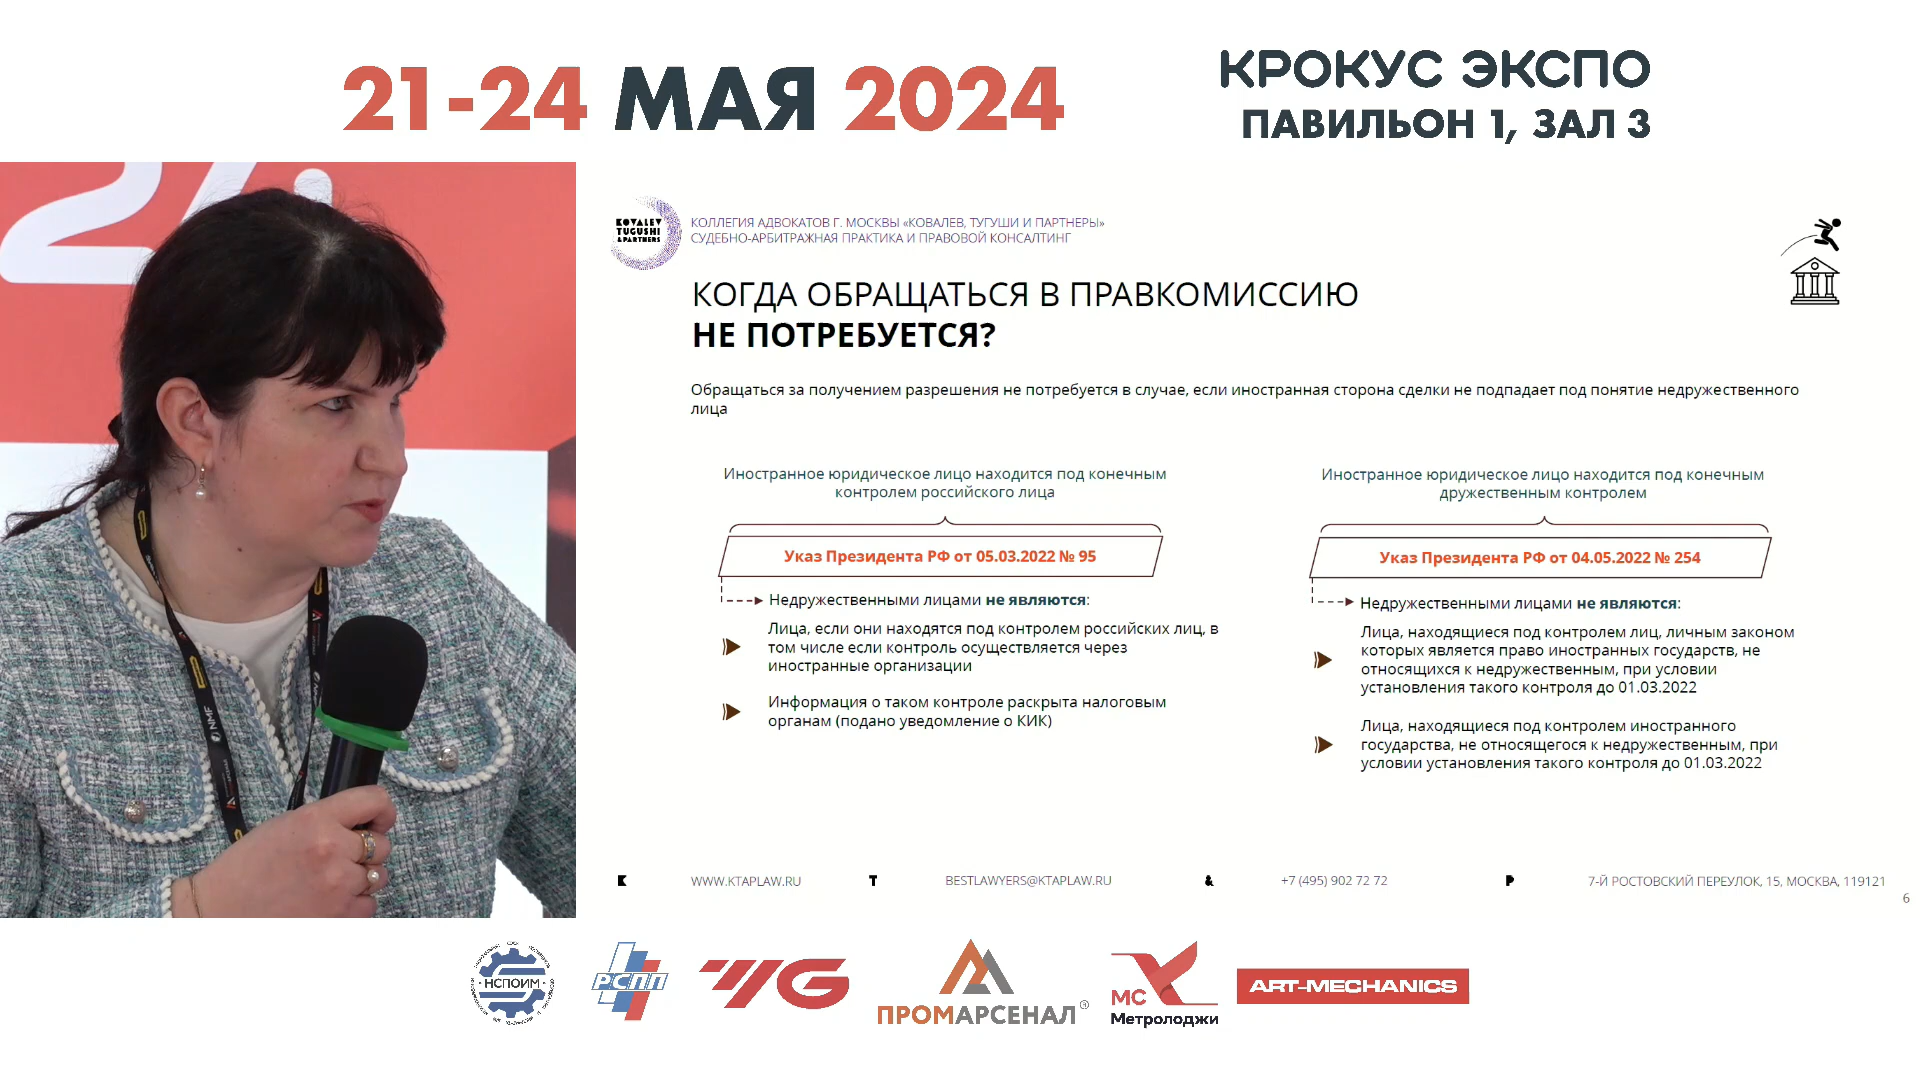 21-24 МАЯ 2024
КРОКУС ЭКСПО
ПАВИЛЬОН 1, ЗАЛ 3
24
KOVALEV
TUGUSHI
&PARTNERS
КОЛЛЕГИЯ АДВОКАТОВ Г. МОСКВЫ «КОВАЛЕВ, ТУГУШИ И ПАРТНЕРЫ»
СУДЕБНО-АРБИТРАЖНАЯ ПРАКТИКА И ПРАВОВОЙ КОНСАЛТИНГ
КОГДА ОБРАЩАТЬСЯ В ПРАВКОМИССИЮ
НЕ ПОТРЕБУЕТСЯ?
Обращаться за получением разрешения не потребуется в случае, если иностранная сторона сделки не подпадает под понятие недружественного
лица
Иностранное юридическое лицо находится под конечным
контролем российского лица
Указ Президента РФ от 05.03.2022 № 95
Недружественными лицами не являются:
Лица, если они находятся под контролем российских лиц, в
том числе если контроль осуществляется через
иностранные организации
Информация о таком контроле раскрыта налоговым
органам (подано уведомление о КИК)
Иностранное юридическое лицо находится под конечным
дружественным контролем
Указ Президента РФ от 04.05.2022 № 254
Недружественными лицами не являются:
Лица, находящиеся под контролем лиц, личным законом
которых является право иностранных государств, не
относящихся к недружественным, при условии
установления такого контроля до 01.03.2022
Лица, находящиеся под контролем иностранного
государства, не относящегося к недружественным, при
условии установления такого контроля до 01.03.2022
NMF
K WWW.KTAPLAW.RU T BESTLAWYERS@KTAPLAW.RU & +7 (495) 902 72 72 P 7-Й РОСТОВСКИЙ ПЕРЕУЛОК, 15, МОСКВА, 119121
6
НСПОИМ
РСПП
YG
ПРОМАРСЕНАЛ®
МС
Метролоджи
ART-MECHANICS